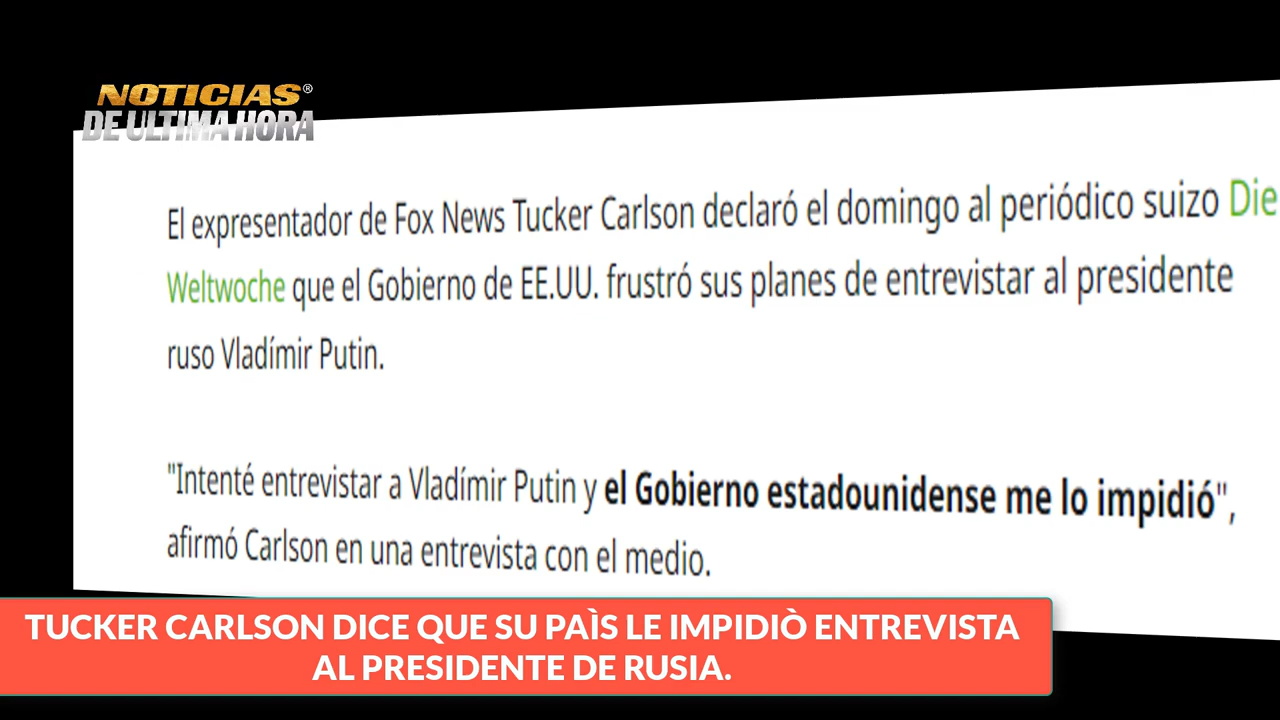 NOTICIAS®
DE ULTIMA HORA
El expresentador de Fox News Tucker Carlson declaró el domingo al periódico suizo Die
Weltwoche que el Gobierno de EE.UU. frustró sus planes de entrevistar al presidente
ruso Vladímir Putin.
"Intenté entrevistar a Vladímir Putin y el Gobierno estadounidense me lo impidió",
afirmó Carlson en una entrevista con el medio.
TUCKER CARLSON DICE QUE SU PAÌS LE IMPIDIÒ ENTREVISTA
AL PRESIDENTE DE RUSIA.